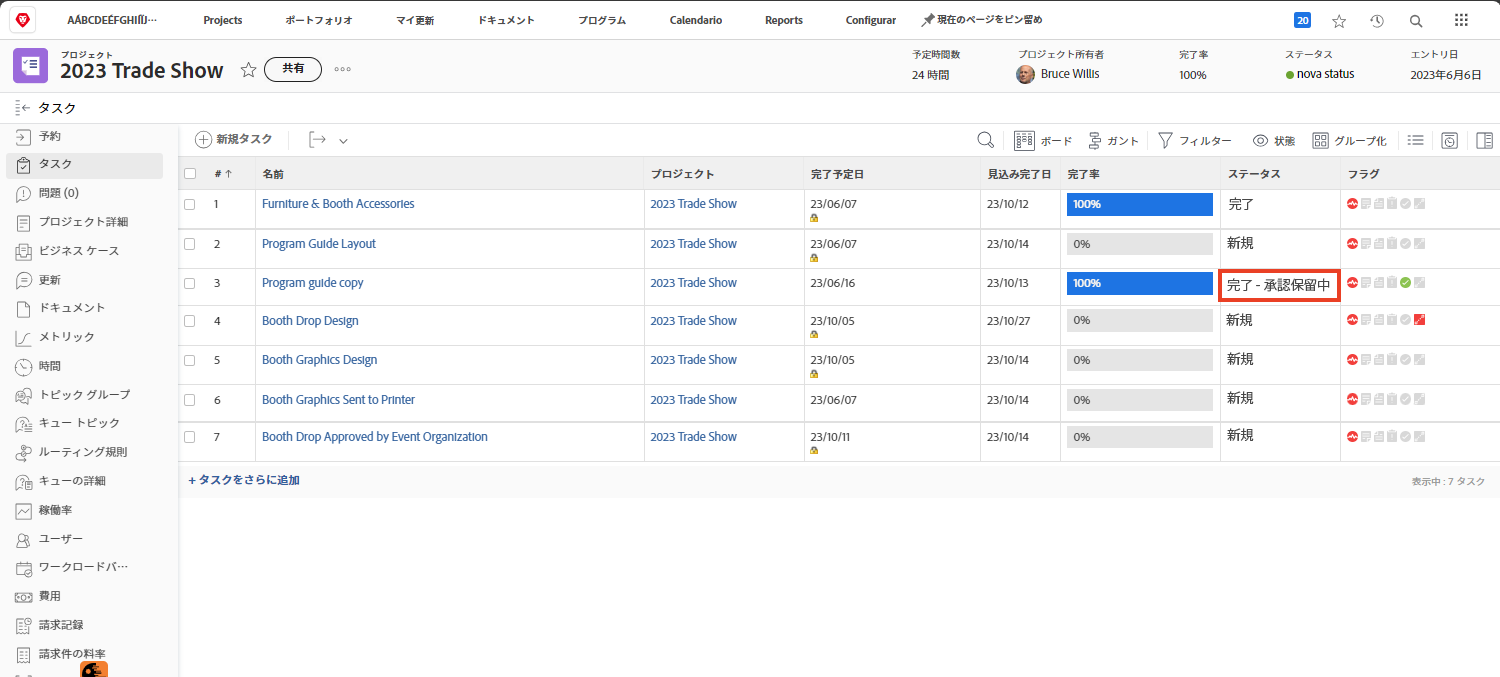 AÁBCDEÉFGHIÍÏJ··· Projects ポートフォリオ マイ更新 ドキュメント プログラム Calendario Reports Configurar 現在のページをピン留め 20
プロジェクト
2023 Trade Show 共有
予定時間数 プロジェクト所有者 完了率 ステータス エントリ日
24 時間 Bruce Willis 100% nova status 2023年6月6日
タスク
予約
タスク
問題 (0)
プロジェクト詳細
ビジネス ケース
更新
ドキュメント
メトリック
時間
トピック グループ
キュー トピック
ルーティング規則
キューの詳細
稼働率
ユーザー
ワークロードバ···
費用
請求記録
請求件の料率
新規タスク ボード ガント フィルター 状態 グループ化
# ↑ 名前 プロジェクト 完了予定日 見込み完了日 完了率 ステータス フラグ
1 Furniture & Booth Accessories 2023 Trade Show 23/06/07 23/10/12 100% 完了
2 Program Guide Layout 2023 Trade Show 23/06/07 23/10/14 0% 新規
3 Program guide copy 2023 Trade Show 23/06/16 23/10/13 100% 完了 - 承認保留中
4 Booth Drop Design 2023 Trade Show 23/10/05 23/10/27 0% 新規
5 Booth Graphics Design 2023 Trade Show 23/10/05 23/10/14 0% 新規
6 Booth Graphics Sent to Printer 2023 Trade Show 23/06/07 23/10/14 0% 新規
7 Booth Drop Approved by Event Organization 2023 Trade Show 23/10/11 23/10/14 0% 新規
+ タスクをさらに追加
表示中 : 7 タスク